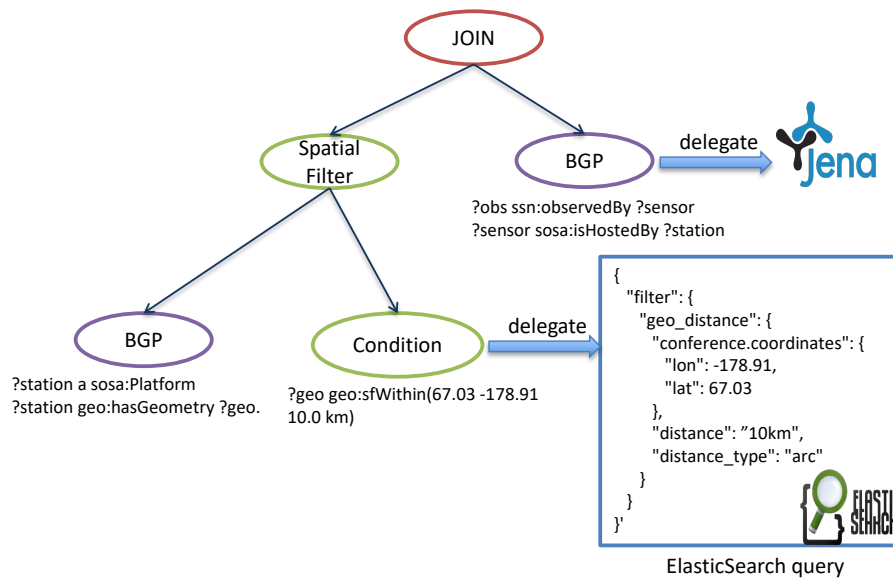 JOIN
Spatial
Filter
BGP
delegate
Jena
?obs ssn:observedBy ?sensor
?sensor sosa:isHostedBy ?station
BGP
?station a sosa:Platform
?station geo:hasGeometry ?geo.
Condition
?geo geo:sfWithin(67.03 -178.91
10.0 km)
delegate
{
"filter": {
"geo_distance": {
"conference.coordinates": {
"lon": -178.91,
"lat": 67.03
},
"distance": ”10km",
"distance_type": "arc"
}
}
}'
ElasticSearch query